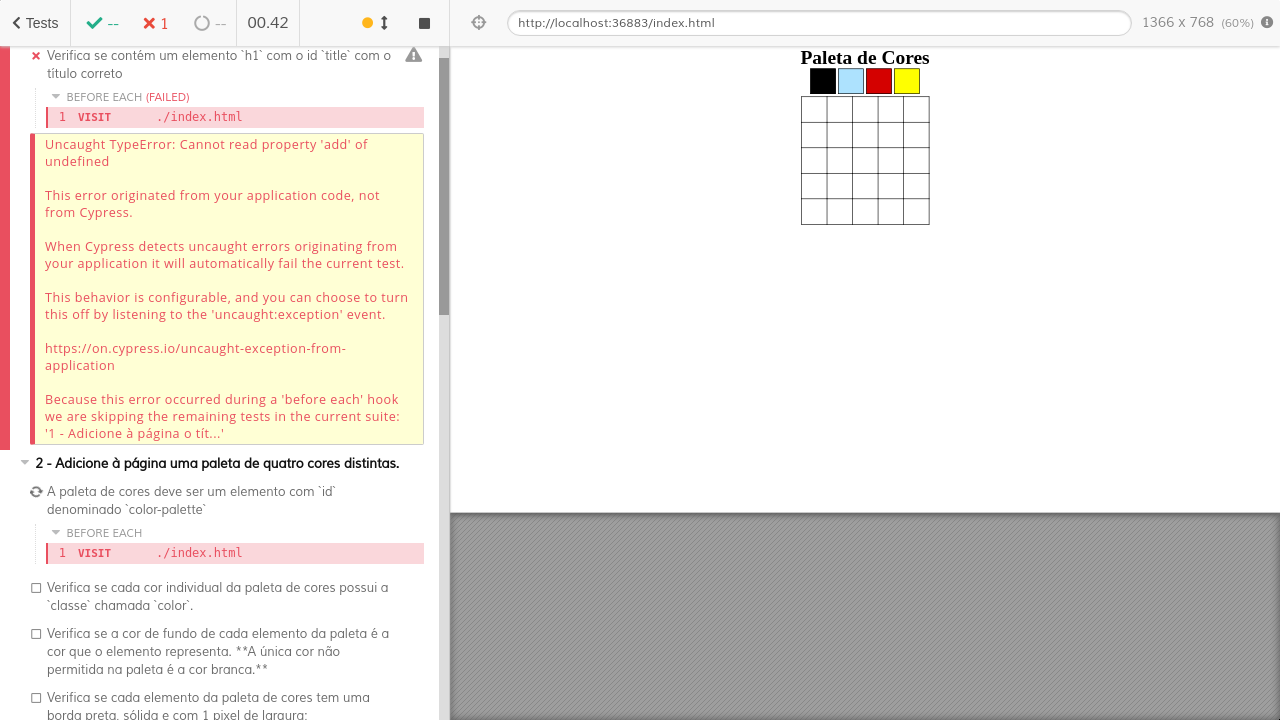 Tests
--
1
--
00.42
http://localhost:36883/index.html
1366 x 768 (60%)
Verifica se contém um elemento `h1` com o id `title` com o
título correto
BEFORE EACH (FAILED)
1 VISIT ./index.html
Uncaught TypeError: Cannot read property 'add' of
undefined
This error originated from your application code, not
from Cypress.
When Cypress detects uncaught errors originating from
your application it will automatically fail the current test.
This behavior is configurable, and you can choose to turn
this off by listening to the 'uncaught:exception' event.
https://on.cypress.io/uncaught-exception-from-
application
Because this error occurred during a 'before each' hook
we are skipping the remaining tests in the current suite:
'1 - Adicione à página o tít...'
2 - Adicione à página uma paleta de quatro cores distintas.
A paleta de cores deve ser um elemento com `id`
denominado `color-palette`
BEFORE EACH
1 VISIT ./index.html
Verifica se cada cor individual da paleta de cores possui a
`classe` chamada `color`.
Verifica se a cor de fundo de cada elemento da paleta é a
cor que o elemento representa. **A única cor não
permitida na paleta é a cor branca.**
Verifica se cada elemento da paleta de cores tem uma
borda preta, sólida e com 1 pixel de largura;
Paleta de Cores